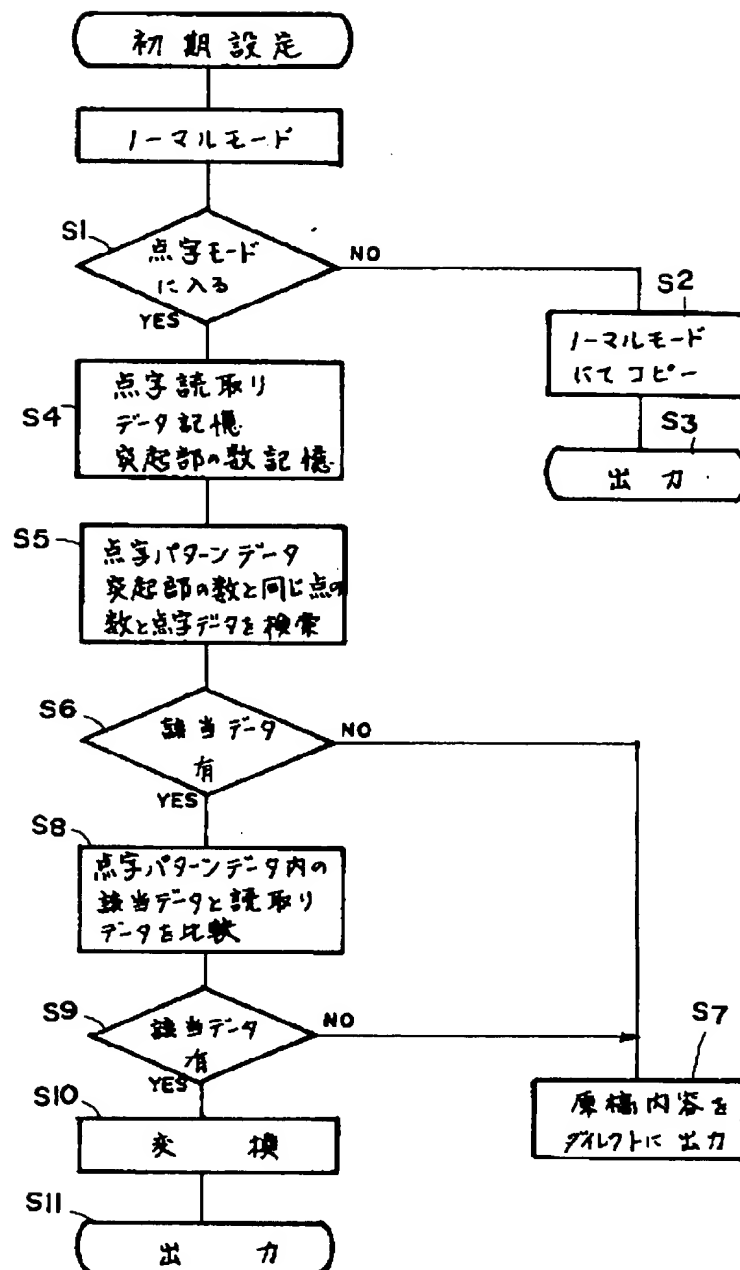 初期設定
ノーマルモード
S1
点字モード
に入る
NO
YES
S2
ノーマルモード
にてコピー
S3
出力
S4
点字読取り
データ記憶
突起部の数記憶
S5
点字パターンデータ
突起部の数と同じ点の
数と点字データを検索
S6
該当データ
有
NO
YES
S8
点字パターンデータ内の
該当データと読取り
データを比較
S9
該当データ
有
NO
YES
S7
原稿内容を
ダイレクトに出力
S10
変換
S11
出力